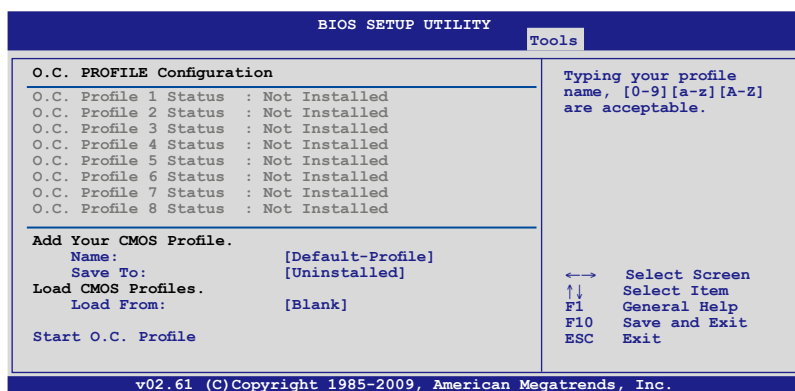 BIOS SETUP UTILITY
Tools
O.C. PROFILE Configuration
O.C. Profile 1 Status : Not Installed
O.C. Profile 2 Status : Not Installed
O.C. Profile 3 Status : Not Installed
O.C. Profile 4 Status : Not Installed
O.C. Profile 5 Status : Not Installed
O.C. Profile 6 Status : Not Installed
O.C. Profile 7 Status : Not Installed
O.C. Profile 8 Status : Not Installed
Add Your CMOS Profile.
Name: [Default-Profile]
Save To: [Uninstalled]
Load CMOS Profiles.
Load From: [Blank]
Start O.C. Profile
Typing your profile
name, [0-9][a-z][A-Z]
are acceptable.
←→ Select Screen
↑↓ Select Item
F1 General Help
F10 Save and Exit
ESC Exit
v02.61 (C)Copyright 1985-2009, American Megatrends, Inc.